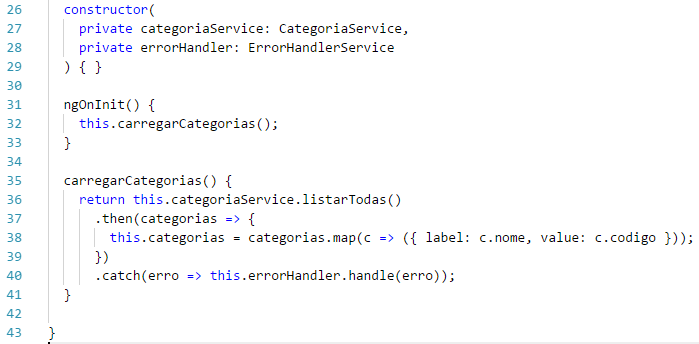 26 constructor(
27 private categoriaService: CategoriaService,
28 private errorHandler: ErrorHandlerService
29 ) { }
30
31 ngOnInit() {
32 this.carregarCategorias();
33 }
34
35 carregarCategorias() {
36 return this.categoriaService.listarTodas()
37 .then(categorias => {
38 this.categorias = categorias.map(c => ({ label: c.nome, value: c.codigo }));
39 })
40 .catch(erro => this.errorHandler.handle(erro));
41 }
42
43 }